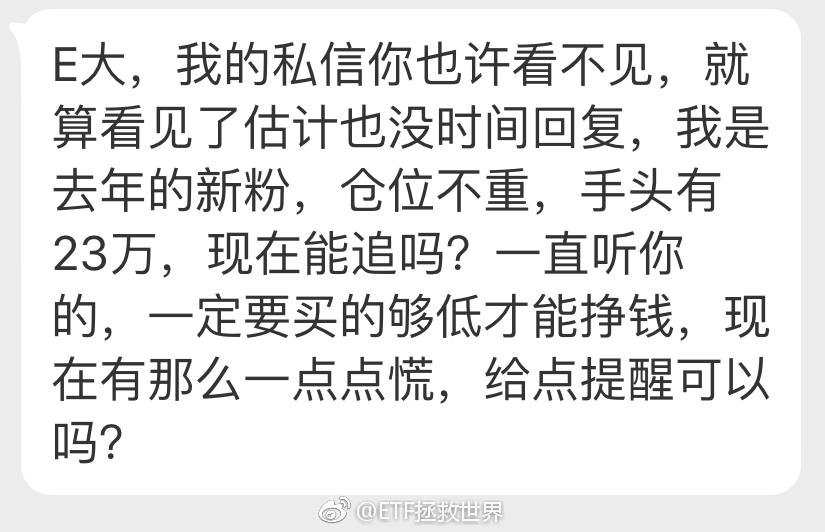 E大，我的私信你也许看不见，就
算看见了估计也没时间回复，我是
去年的新粉，仓位不重，手头有
23万，现在能追吗？一直听你
的，一定要买的够低才能挣钱，现
在有那么一点点慌，给点提醒可以
吗？
@ETF拯救世界